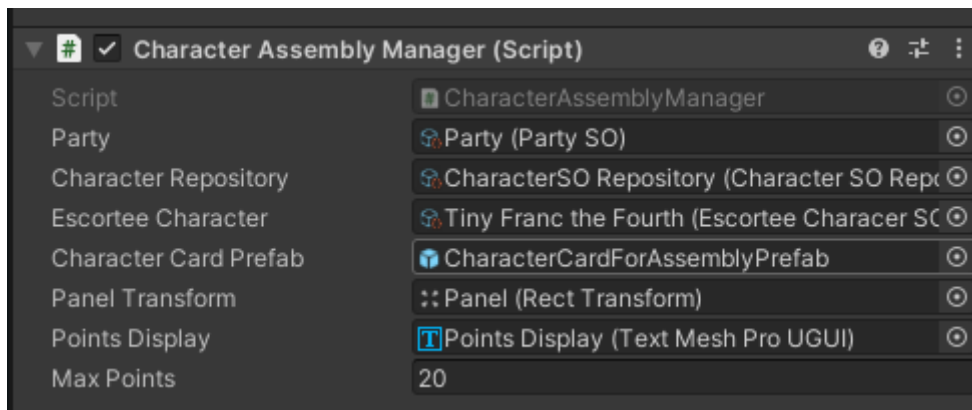 Character Assembly Manager (Script)
Script CharacterAssemblyManager
Party Party (Party SO)
Character Repository CharacterSO Repository (Character SO Repo
Escortee Character Tiny Franc the Fourth (Escortee Characer SO
Character Card Prefab CharacterCardForAssemblyPrefab
Panel Transform Panel (Rect Transform)
Points Display Points Display (Text Mesh Pro UGUI)
Max Points 20